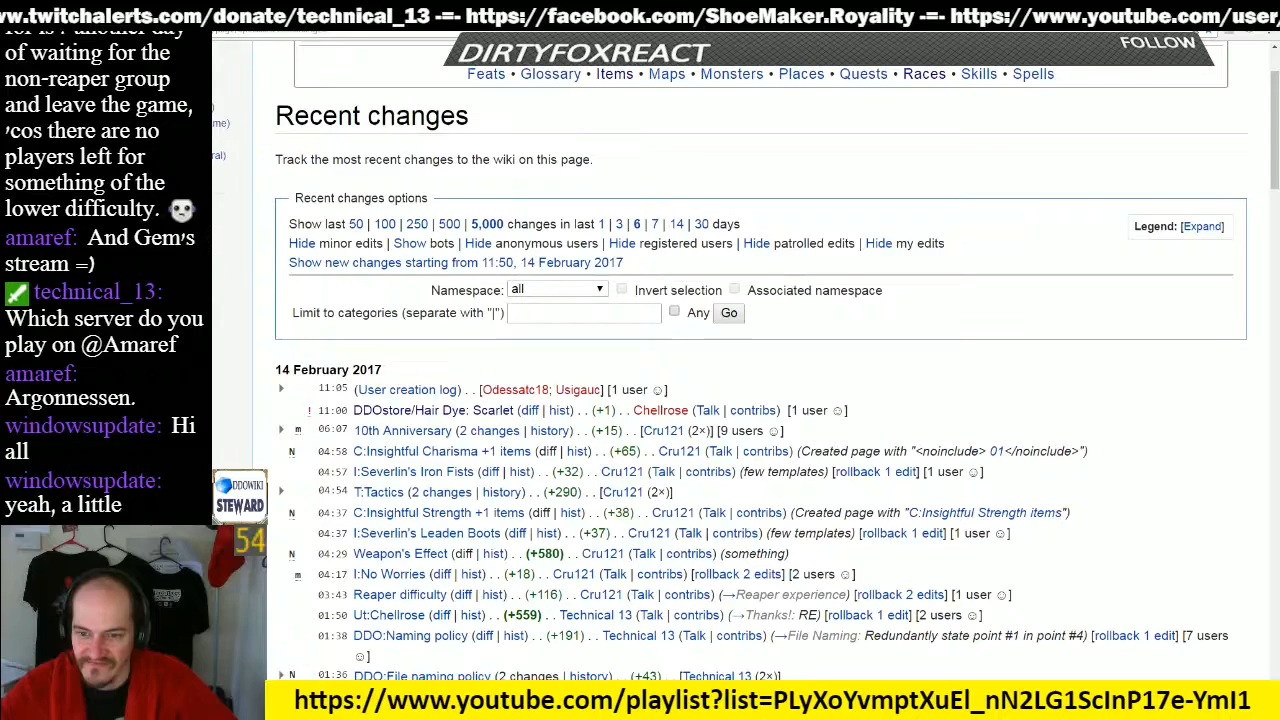 ww.twitchalerts.com/donate/technical_13 -=- https://facebook.com/ShoeMaker.Royality -=- https://www.youtube.com/user/
for is ? another day
of waiting for the
non-reaper group
and leave the game,
'cos there are no
players left for
something of the
lower difficulty.
amaref: And Gem's
stream =)
technical_13:
Which server do you
play on @Amaref
amaref:
Argonnessen.
windowsupdate: Hi
all
windowsupdate:
yeah, a little
me)
ral)
DDOWIKI
STEWARD
54
DIRTYFOXREACT
FOLLOW
Feats • Glossary • Items • Maps • Monsters • Places • Quests • Races • Skills • Spells
Recent changes
Track the most recent changes to the wiki on this page.
Recent changes options
Show last 50 | 100 | 250 | 500 | 5,000 changes in last 1 | 3 | 6 | 7 | 14 | 30 days
Legend: [Expand]
Hide minor edits | Show bots | Hide anonymous users | Hide registered users | Hide patrolled edits | Hide my edits
Show new changes starting from 11:50, 14 February 2017
Namespace: all Invert selection Associated namespace
Limit to categories (separate with "|") Any Go
14 February 2017
11:05 (User creation log) . . [Odessatc18; Usigauc] [1 user ☺]
! 11:00 DDOstore/Hair Dye: Scarlet (diff | hist) . . (+1) . . Chellrose (Talk | contribs) [1 user ☺]
m 06:07 10th Anniversary (2 changes | history) . . (+15) . . [Cru121 (2×)] [9 users ☺]
N 04:58 C:Insightful Charisma +1 items (diff | hist) . . (+65) . . Cru121 (Talk | contribs) (Created page with "<noinclude> 01</noinclude>")
04:57 I:Severlin's Iron Fists (diff | hist) . . (+32) . . Cru121 (Talk | contribs) (few templates) [rollback 1 edit] [1 user ☺]
04:54 T:Tactics (2 changes | history) . . (+290) . . [Cru121 (2×)]
N 04:37 C:Insightful Strength +1 items (diff | hist) . . (+38) . . Cru121 (Talk | contribs) (Created page with "C:Insightful Strength items")
04:37 I:Severlin's Leaden Boots (diff | hist) . . (+37) . . Cru121 (Talk | contribs) (few templates) [rollback 1 edit] [1 user ☺]
N 04:29 Weapon's Effect (diff | hist) . . (+580) . . Cru121 (Talk | contribs) (something)
m 04:17 I:No Worries (diff | hist) . . (+18) . . Cru121 (Talk | contribs) [rollback 2 edits] [2 users ☺]
03:43 Reaper difficulty (diff | hist) . . (+116) . . Cru121 (Talk | contribs) (→Reaper experience) [rollback 2 edits] [1 user ☺]
01:50 Ut:Chellrose (diff | hist) . . (+559) . . Technical 13 (Talk | contribs) (→Thanks!: RE) [rollback 1 edit] [2 users ☺]
01:38 DDO:Naming policy (diff | hist) . . (+191) . . Technical 13 (Talk | contribs) (→File Naming: Redundantly state point #1 in point #4) [rollback 1 edit] [7 users
☺]
N 01:36 DDO:File naming policy (2 changes | history) . . (+43) . . [Technical 13 (2×)]
https://www.youtube.com/playlist?list=PLyXoYvmptXuEl_nN2LG1ScInP17e-YmI1